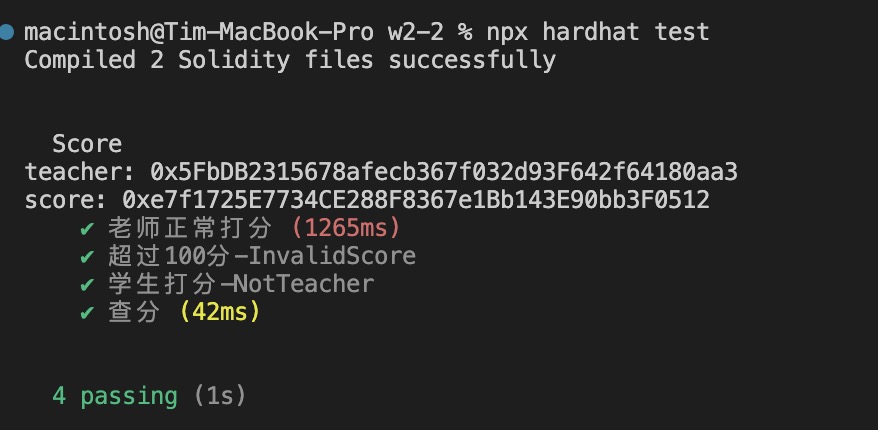 macintosh@Tim-MacBook-Pro w2-2 % npx hardhat test
Compiled 2 Solidity files successfully
Score
teacher: 0x5FbDB2315678afecb367f032d93F642f64180aa3
score: 0xe7f1725E7734CE288F8367e1Bb143E90bb3F0512
✔ 老师正常打分 (1265ms)
✔ 超过100分-InvalidScore
✔ 学生打分-NotTeacher
✔ 查分 (42ms)
4 passing (1s)